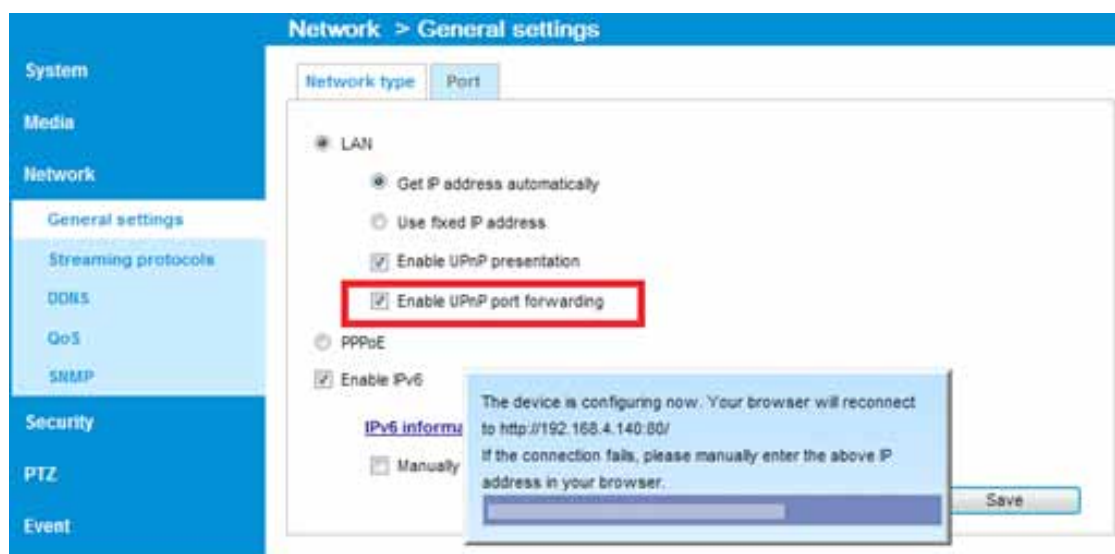 Network > General settings
System
Media
Network
General settings
Streaming protocols
DDNS
QoS
SNMP
Security
PTZ
Event
Network type
Port
LAN
Get IP address automatically
Use fixed IP address
Enable UPnP presentation
Enable UPnP port forwarding
PPPoE
Enable IPv6
IPv6 informa
Manually
The device is configuring now. Your browser will reconnect
to http://192.168.4.140:80/
If the connection fails, please manually enter the above IP
address in your browser.
Save